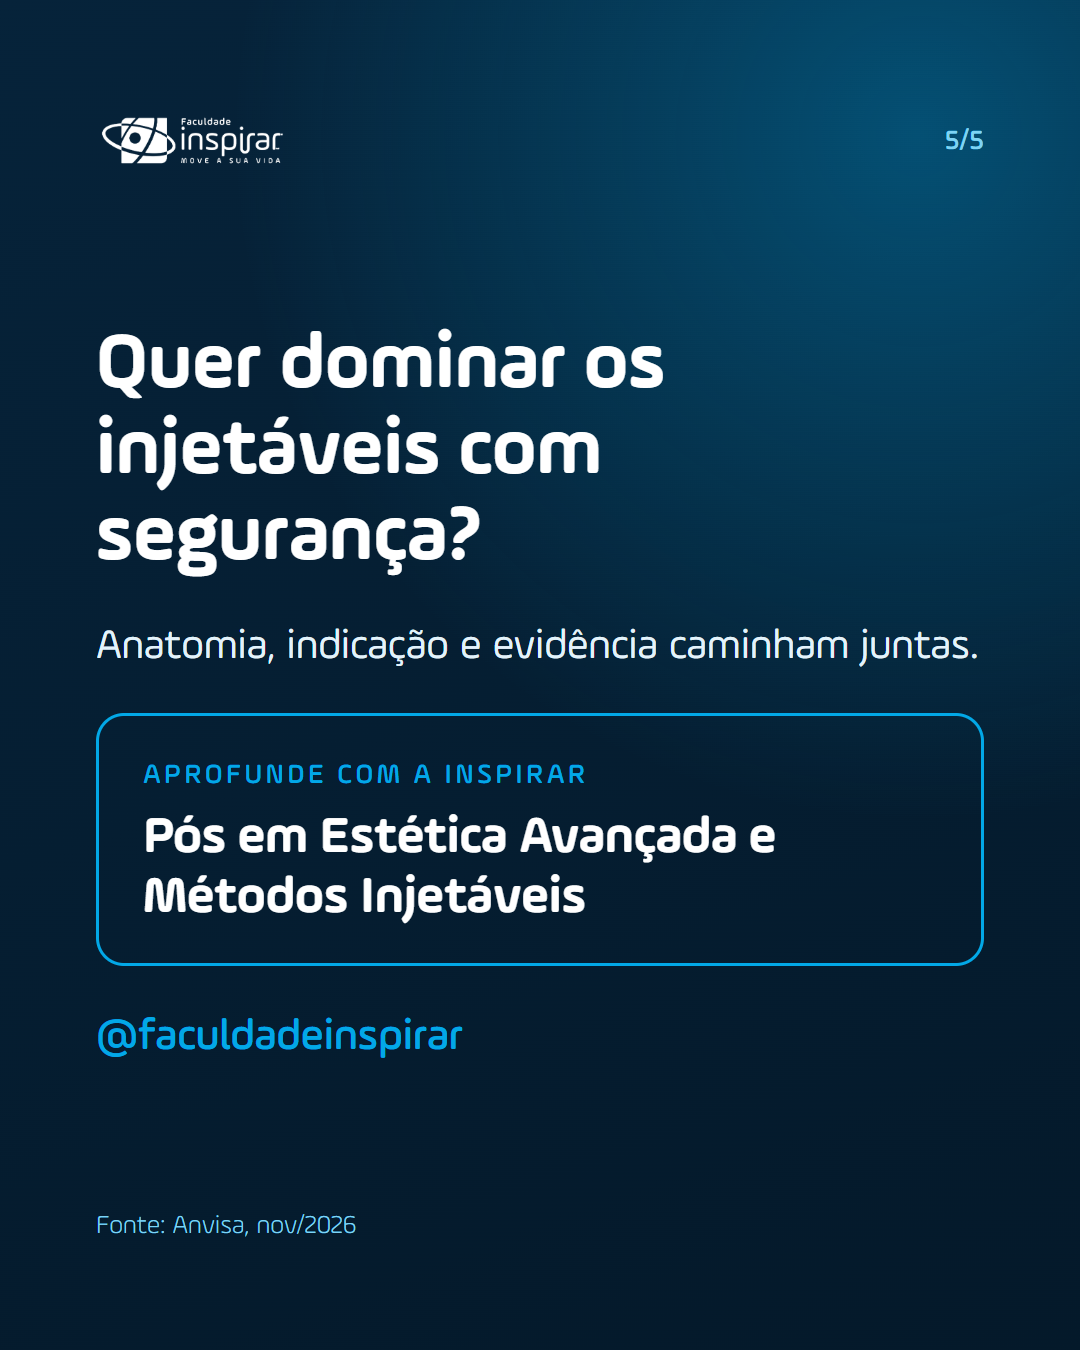 Faculdade
inspirar
MOVE A SUA VIDA
5/5
Quer dominar os
injetáveis com
segurança?
Anatomia, indicação e evidência caminham juntas.
APROFUNDE COM A INSPIRAR
Pós em Estética Avançada e
Métodos Injetáveis
@faculdadeinspirar
Fonte: Anvisa, nov/2026